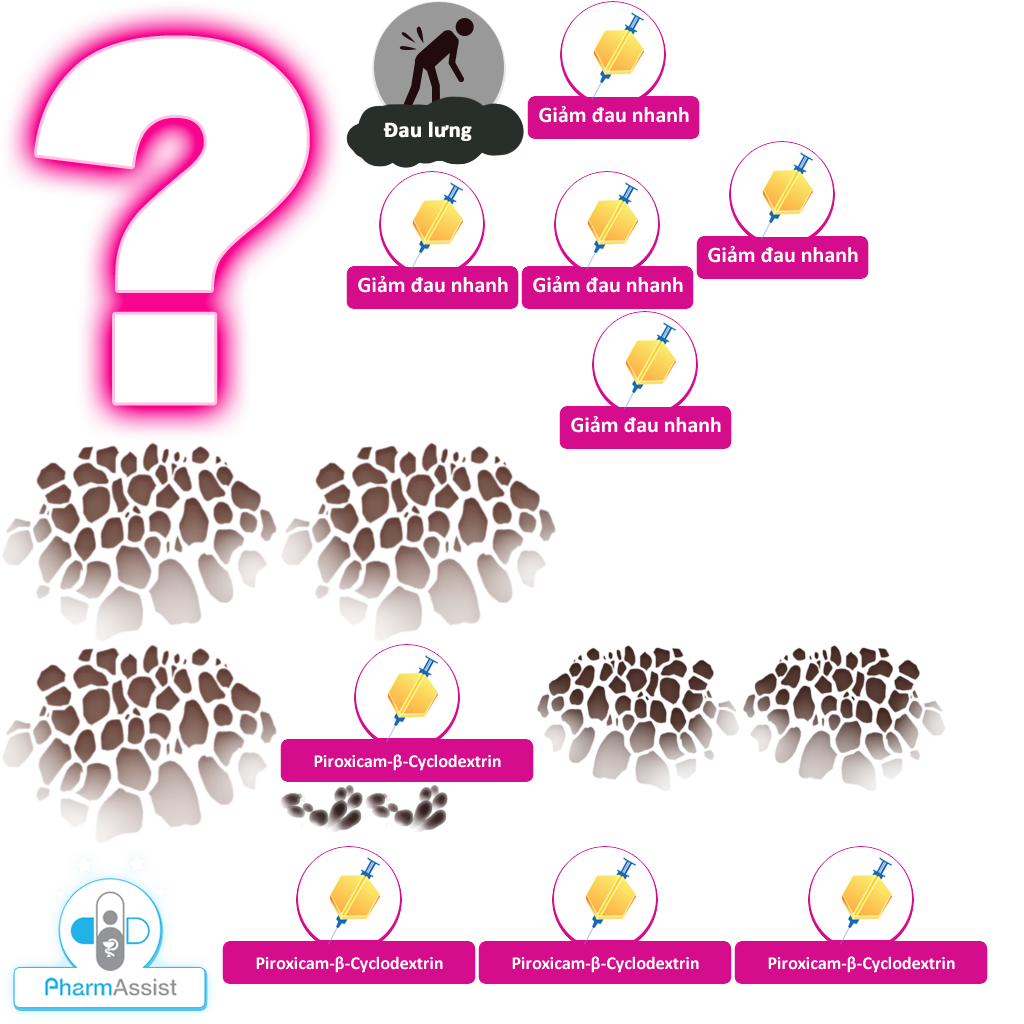 ?
Đau lưng
Giảm đau nhanh
Giảm đau nhanh
Giảm đau nhanh
Giảm đau nhanh
Giảm đau nhanh
Piroxicam-β-Cyclodextrin
Piroxicam-β-Cyclodextrin
Piroxicam-β-Cyclodextrin
Piroxicam-β-Cyclodextrin
PharmAssist